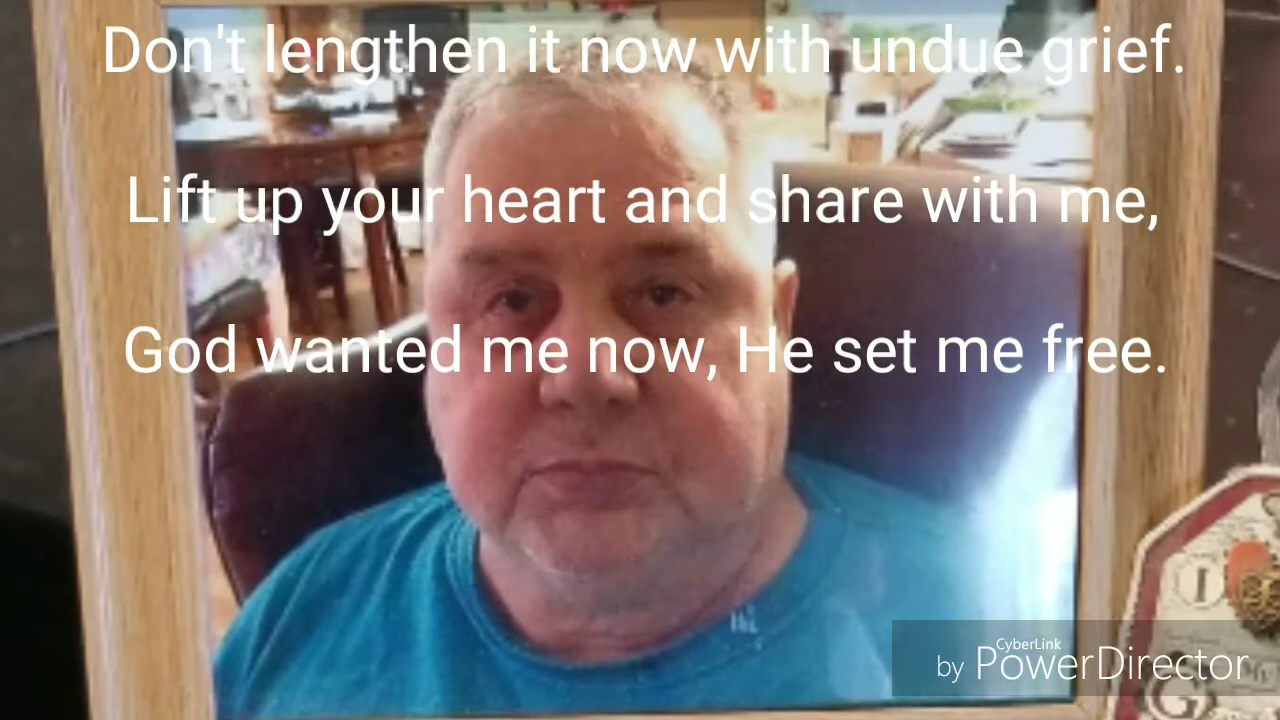 Don't lengthen it now with undue grief.
Lift up your heart and share with me,
God wanted me now, He set me free.
CyberLink
by PowerDirector
I
G